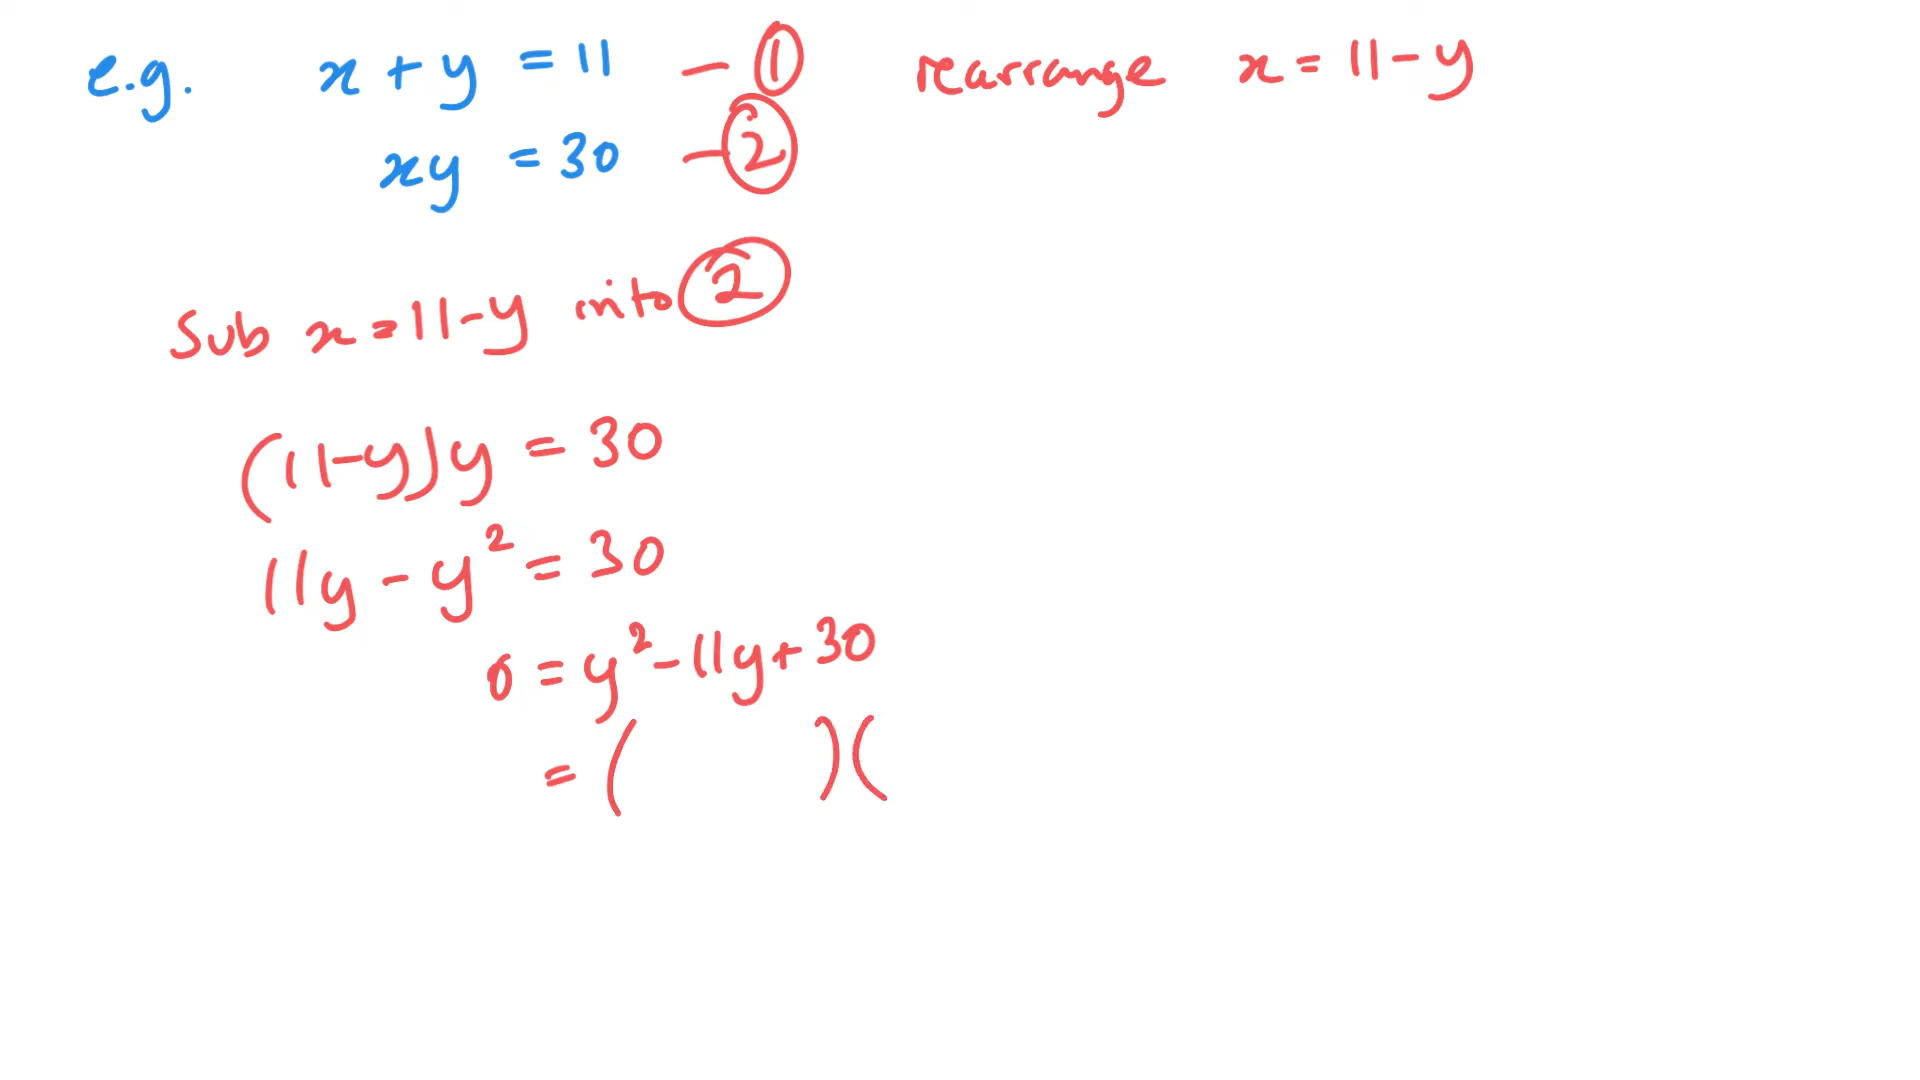 e.g. x + y = 11 - ① rearrange x = 11 - y
xy = 30 - ②
Sub x = 11 - y into ②
(11-y)y = 30
11y - y² = 30
0 = y² - 11y + 30
= ( )(